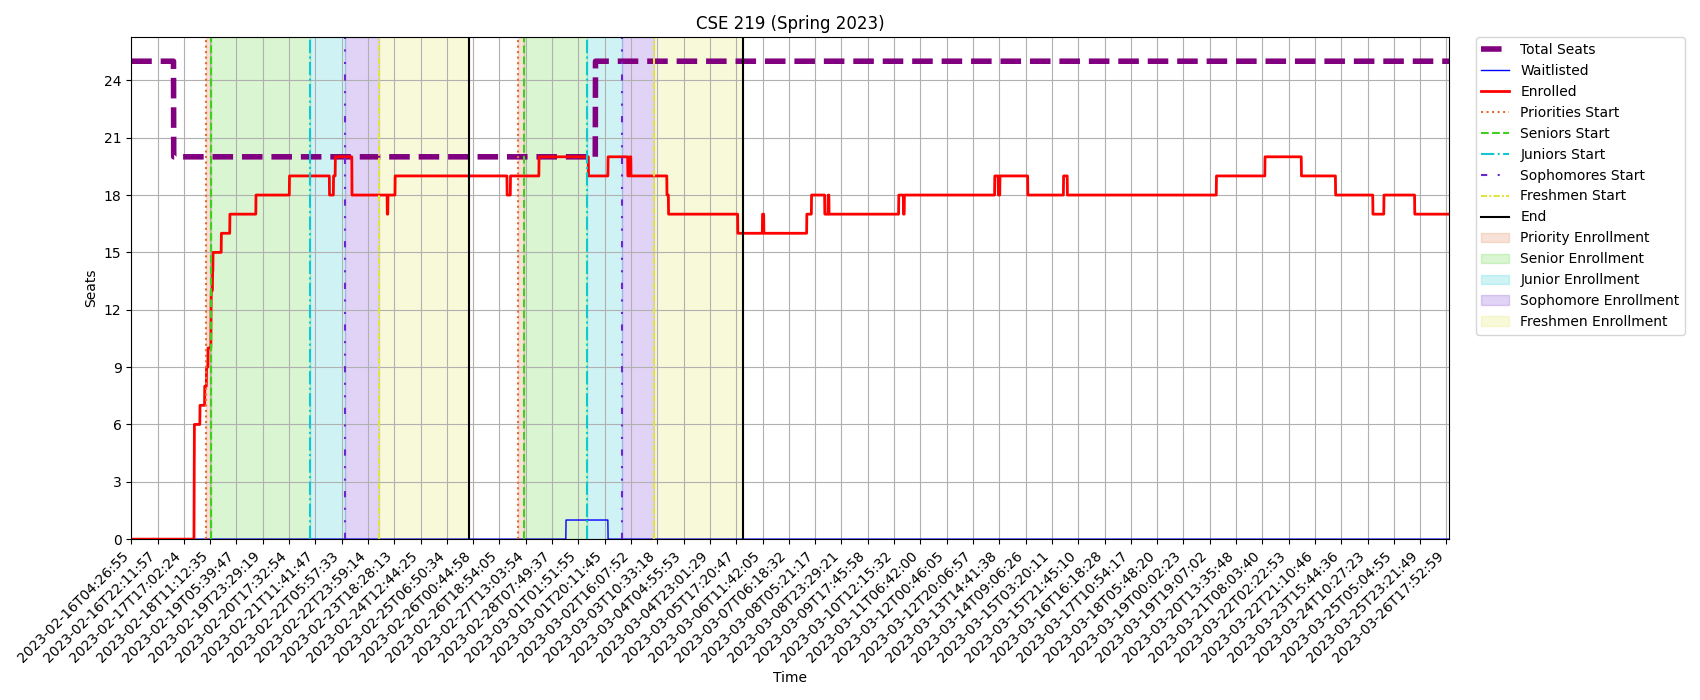 CSE 219 (Spring 2023)
Seats
24
21
18
15
12
9
6
3
0
2023-02-16T04:26:55
2023-02-16T22:11:57
2023-02-17T17:02:24
2023-02-18T11:12:35
2023-02-19T05:39:47
2023-02-19T23:29:19
2023-02-20T17:32:54
2023-02-21T11:41:47
2023-02-22T05:57:33
2023-02-22T23:59:14
2023-02-23T18:28:13
2023-02-24T12:44:25
2023-02-25T06:50:34
2023-02-26T00:44:58
2023-02-26T18:54:05
2023-02-27T13:03:54
2023-02-28T07:49:37
2023-03-01T01:51:55
2023-03-01T20:11:45
2023-03-02T16:07:52
2023-03-03T10:33:18
2023-03-04T04:55:53
2023-03-04T23:01:29
2023-03-05T17:20:47
2023-03-06T11:42:05
2023-03-07T06:18:32
2023-03-08T05:21:17
2023-03-08T23:29:21
2023-03-09T17:45:58
2023-03-10T12:15:32
2023-03-11T06:42:00
2023-03-12T00:46:05
2023-03-12T20:06:57
2023-03-13T14:41:38
2023-03-14T09:06:26
2023-03-15T03:20:11
2023-03-15T21:45:10
2023-03-16T16:18:28
2023-03-17T10:54:17
2023-03-18T05:48:20
2023-03-19T00:02:23
2023-03-19T19:07:02
2023-03-20T13:35:48
2023-03-21T08:03:40
2023-03-22T02:22:53
2023-03-22T21:10:46
2023-03-23T15:44:36
2023-03-24T10:27:23
2023-03-25T05:04:55
2023-03-25T23:21:49
2023-03-26T17:52:59
Time
Total Seats
Waitlisted
Enrolled
Priorities Start
Seniors Start
Juniors Start
Sophomores Start
Freshmen Start
End
Priority Enrollment
Senior Enrollment
Junior Enrollment
Sophomore Enrollment
Freshmen Enrollment